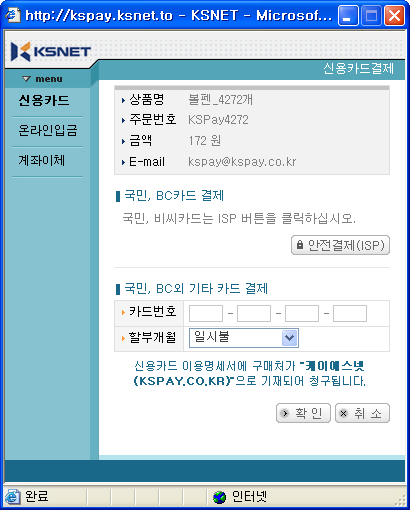 http://kspay.ksnet.to - KSNET - Microsof...
KSNET
menu
신용카드결제
신용카드
온라인입금
계좌이체
상품명 볼펜_4272개
주문번호 KSPay4272
금액 172 원
E-mail kspay@kspay.co.kr
국민, BC카드 결제
국민, 비씨카드는 ISP 버튼을 클릭하십시오.
안전결제(ISP)
국민, BC외 기타 카드 결제
카드번호 - - -
할부개월 일시불
신용카드 이용명세서에 구매처가 "케이에스넷
(KSPAY.CO.KR)"으로 기재되어 청구됩니다.
확 인 취 소
완료 인터넷